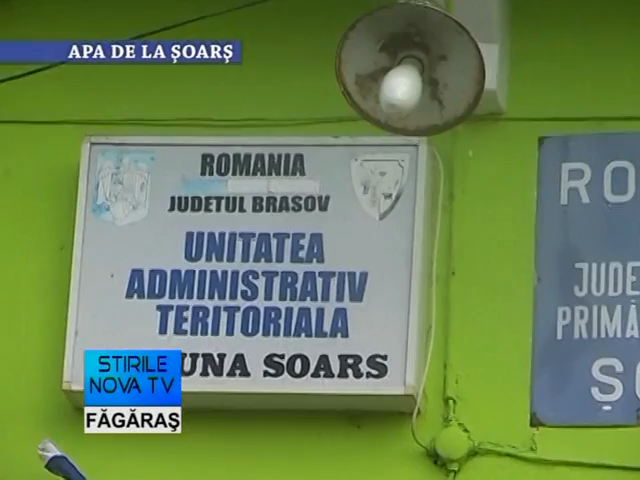 APA DE LA ŞOARŞ
ROMANIA
JUDETUL BRASOV
UNITATEA
ADMINISTRATIV
TERITORIALA
UNA SOARS
RO
JUDE
PRIMĂ
Ş
STIRILE
NOVA TV
FĂGĂRAŞ